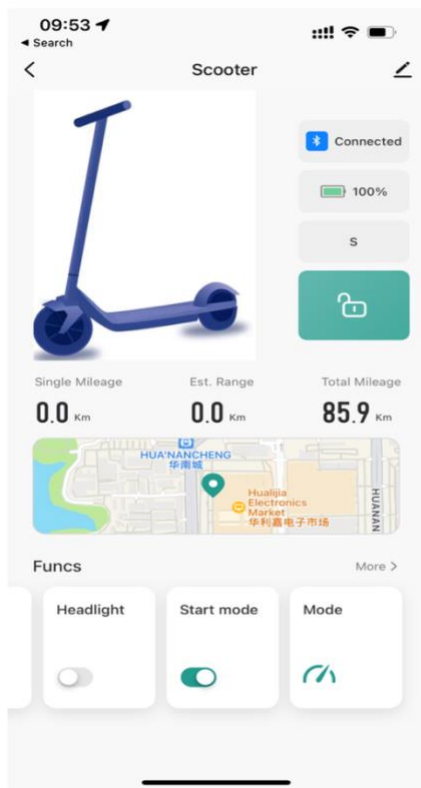 09:53
◀ Search
Scooter
Connected
100%
S
Single Mileage
Est. Range
Total Mileage
0.0 Km
0.0 Km
85.9 Km
HUA'NANCHENG
华南城
Hualijia
Electronics
Market
华利嘉电子市场
HUANAN
Funcs
More >
Headlight
Start mode
Mode